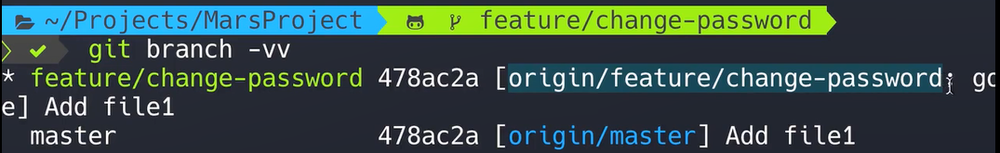 ~/Projects/MarsProject feature/change-password
git branch -vv
* feature/change-password 478ac2a [origin/feature/change-password: go
e] Add file1
master 478ac2a [origin/master] Add file1